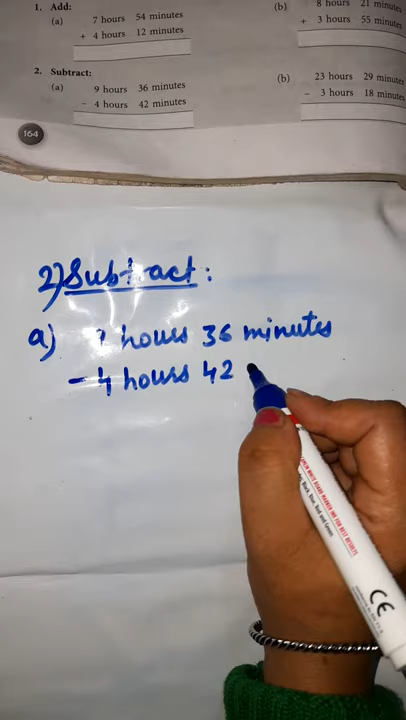 1. Add:
(a) 7 hours 54 minutes
+ 4 hours 12 minutes
(b) 8 hours 21 minutes
+ 3 hours 55 minutes
2. Subtract:
(a) 9 hours 36 minutes
− 4 hours 42 minutes
(b) 23 hours 29 minutes
− 3 hours 18 minutes
164
2) Subtract:
a) hours 36 minutes
- 4 hours 42
CE